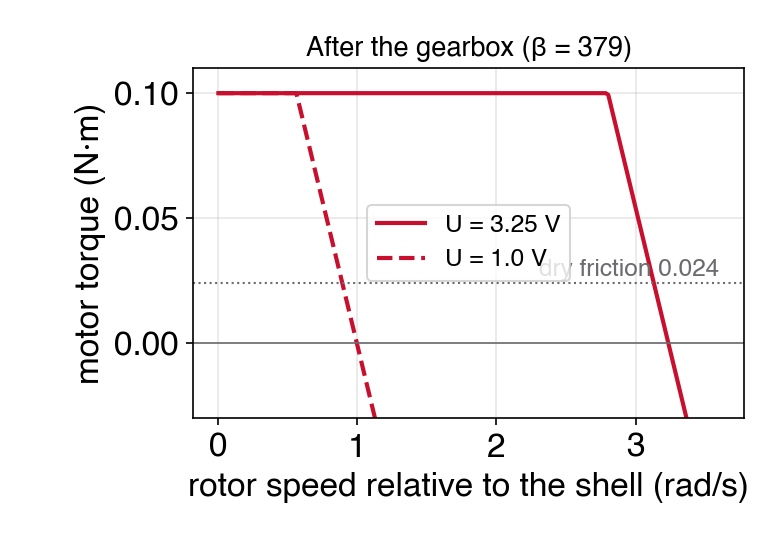 After the gearbox (β = 379)
motor torque (N·m)
0.10
0.05
0.00
U = 3.25 V
U = 1.0 V
dry friction 0.024
0 1 2 3
rotor speed relative to the shell (rad/s)